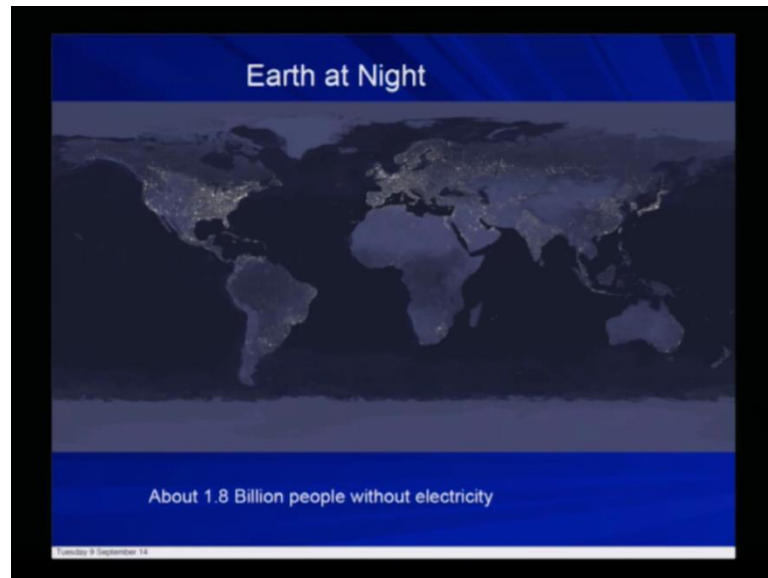 Earth at Night
About 1.8 Billion people without electricity
Tuesday 9 September 14